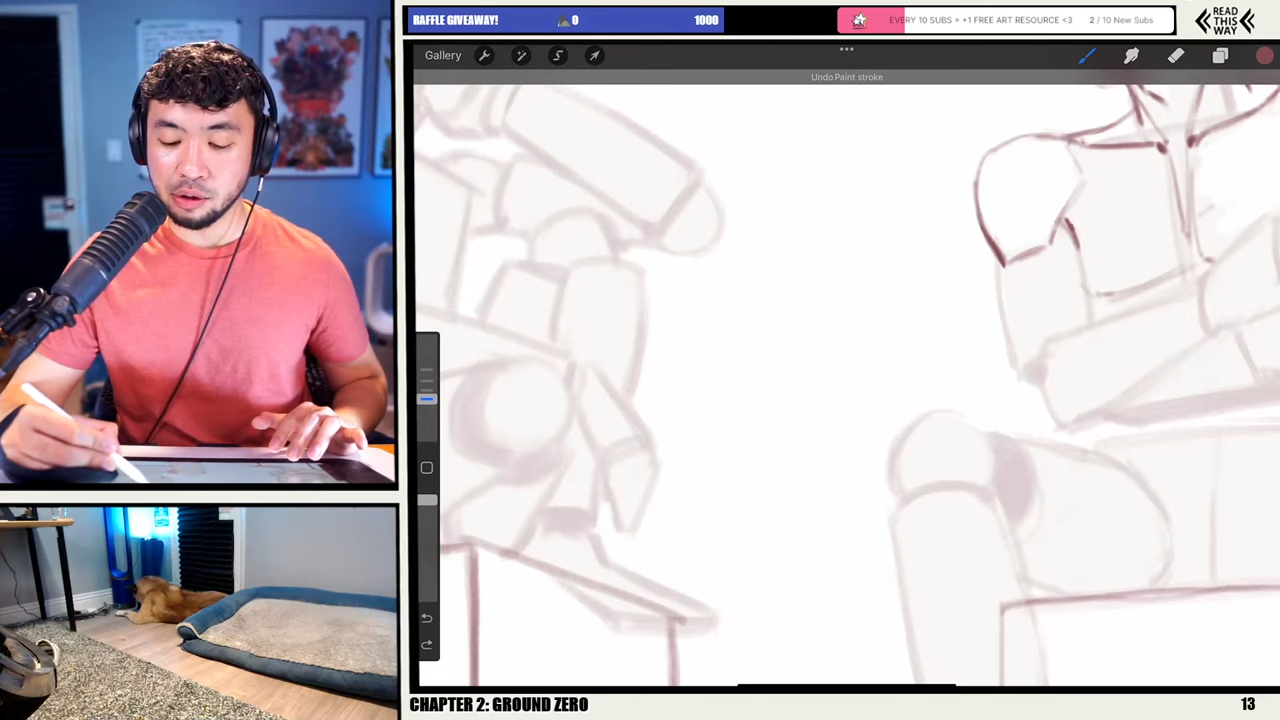 RAFFLE GIVEAWAY!
0
1000
EVERY 10 SUBS = +1 FREE ART RESOURCE <3
2 / 10 New Subs
READ
THIS
WAY
Gallery
Undo Paint stroke
CHAPTER 2: GROUND ZERO
13